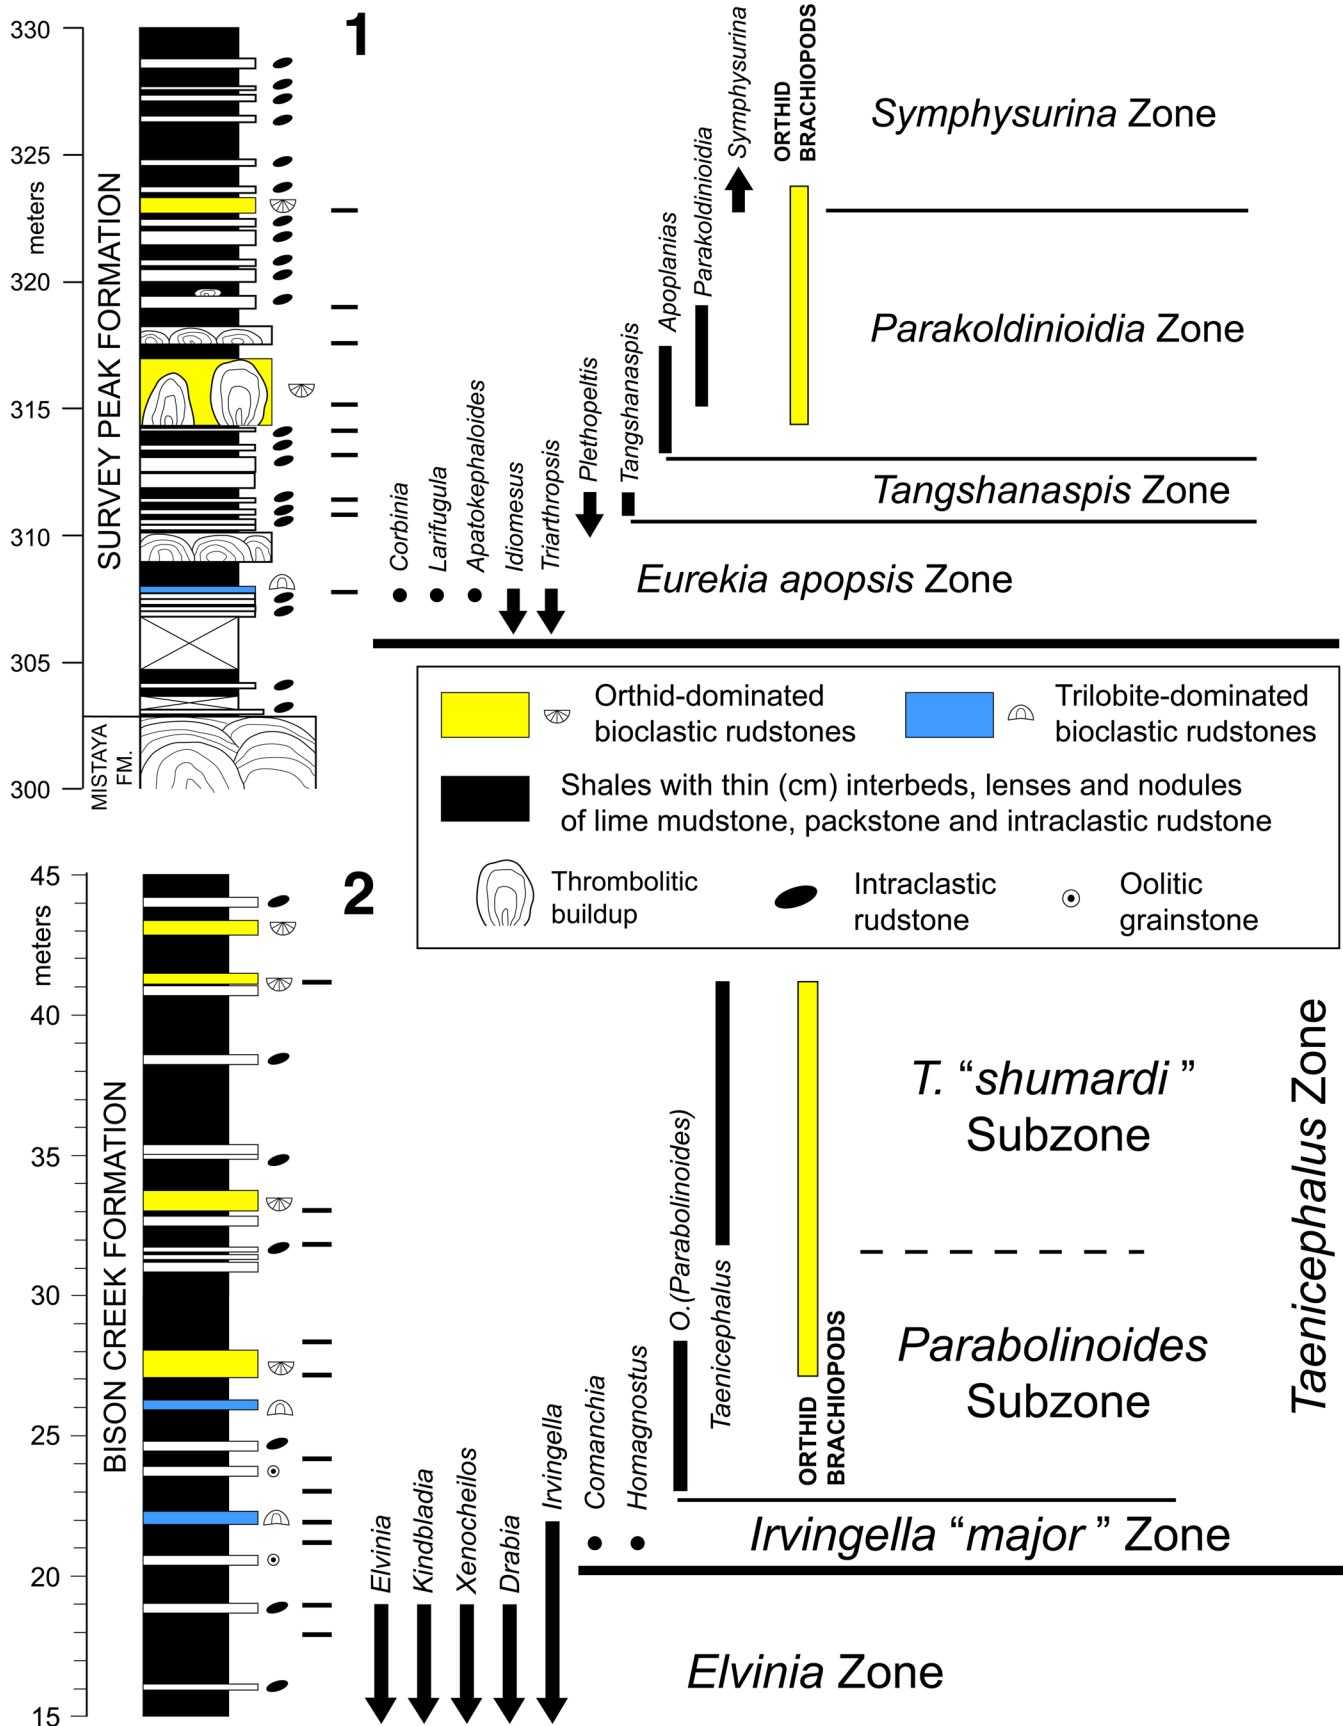 1
330
325
320
315
310
305
300
meters
SURVEY PEAK FORMATION
MISTAYA
FM.
Corbinia
Larifugula
Apatokephaloides
Idiomesus
Triarthropsis
Plethopeltis
Tangshanaspis
Apoplanias
Parakoldinioidia
Symphysurina
ORTHID
BRACHIOPODS
Symphysurina Zone
Parakoldinioidia Zone
Tangshanaspis Zone
Eurekia apopsis Zone
Orthid-dominated
bioclastic rudstones
Trilobite-dominated
bioclastic rudstones
Shales with thin (cm) interbeds, lenses and nodules
of lime mudstone, packstone and intraclastic rudstone
Thrombolitic
buildup
Intraclastic
rudstone
Oolitic
grainstone
2
45
40
35
30
25
20
15
meters
BISON CREEK FORMATION
Elvinia
Kindbladia
Xenocheilos
Drabia
Irvingella
Comanchia
Homagnostus
O.(Parabolinoides)
Taenicephalus
ORTHID
BRACHIOPODS
T. “shumardi ”
Subzone
Parabolinoides
Subzone
Taenicephalus Zone
Irvingella “major ” Zone
Elvinia Zone